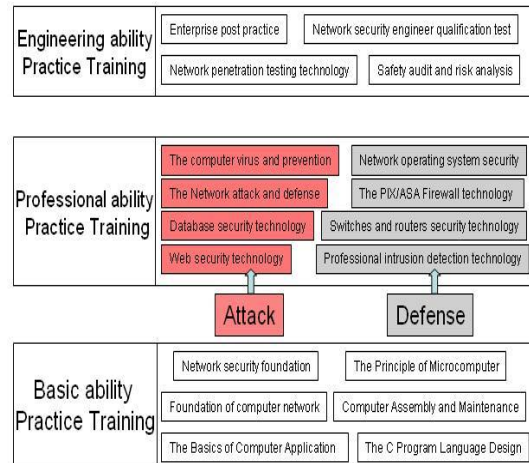 Engineering ability
Practice Training
Enterprise post practice
Network security engineer qualification test
Network penetration testing technology
Safety audit and risk analysis
Professional ability
Practice Training
The computer virus and prevention
Network operating system security
The Network attack and defense
The PIX/ASA Firewall technology
Database security technology
Switches and routers security technology
Web security technology
Professional intrusion detection technology
Attack
Defense
Basic ability
Practice Training
Network security foundation
The Principle of Microcomputer
Foundation of computer network
Computer Assembly and Maintenance
The Basics of Computer Application
The C Program Language Design